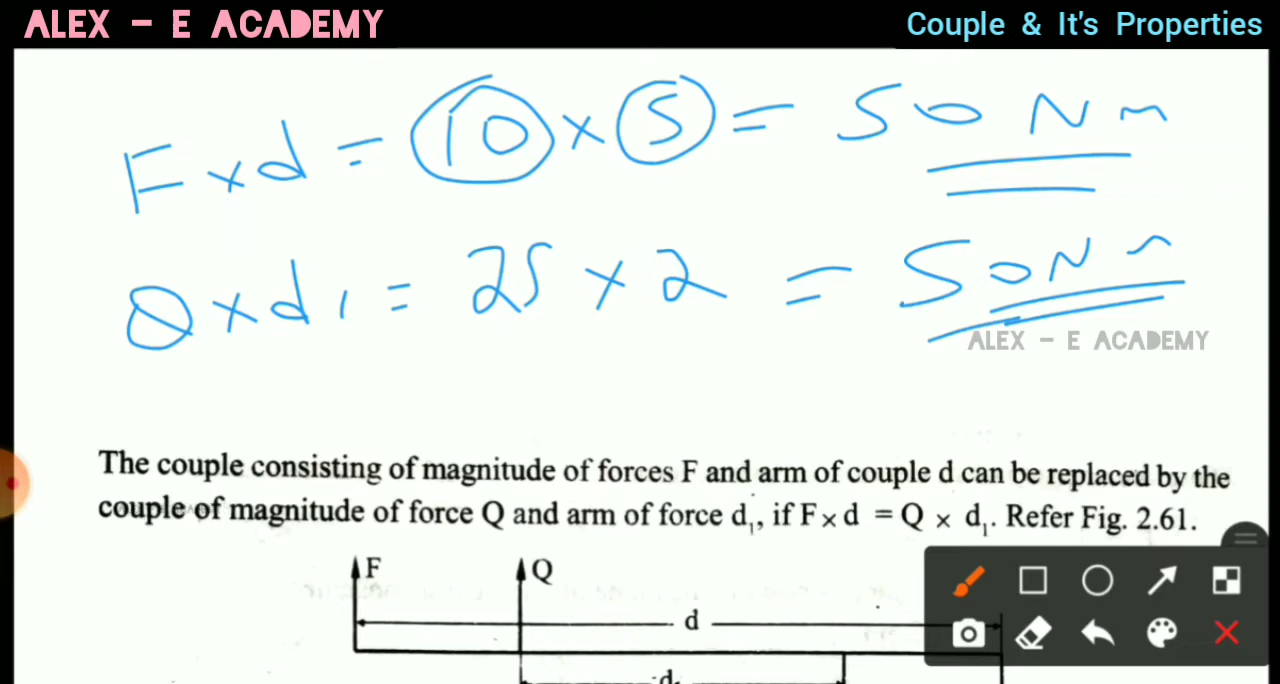 ALEX - E ACADEMY
Couple & It's Properties
F x d = 10 x 5 = 50 Nm
Q x d1 = 25 x 2 = 50Nm
ALEX - E ACADEMY
The couple consisting of magnitude of forces F and arm of couple d can be replaced by the
couple of magnitude of force Q and arm of force d₁, if F × d = Q × d₁. Refer Fig. 2.61.
F
Q
d
d₁